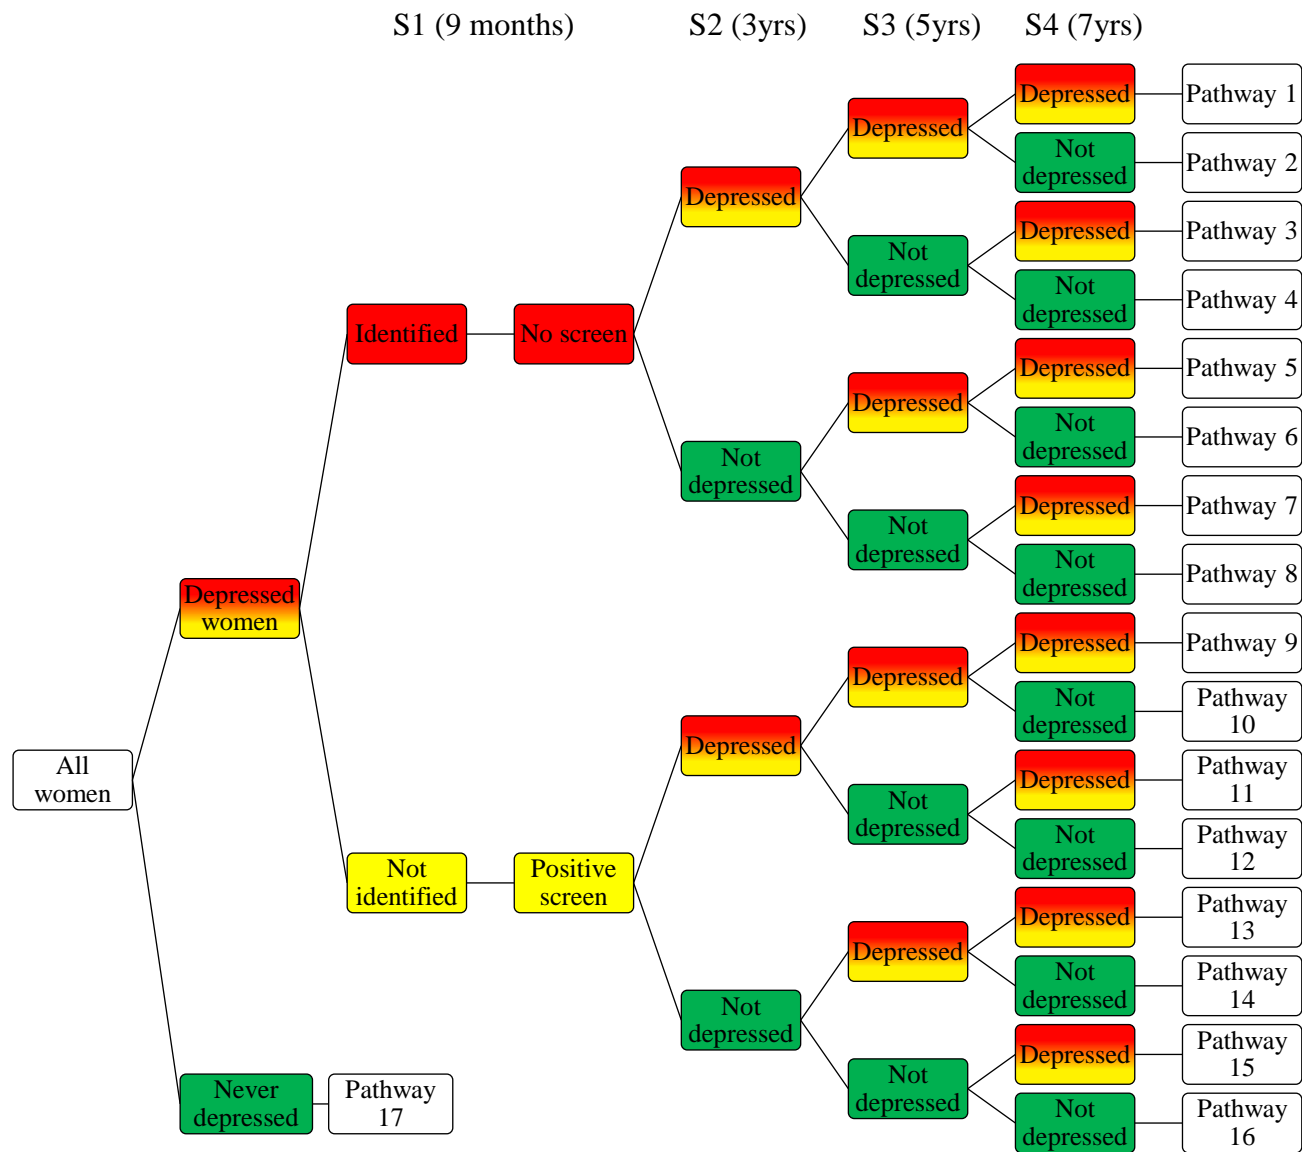 S1 (9 months)
S2 (3yrs)
S3 (5yrs)
S4 (7yrs)
All
women
Depressed
women
Never
depressed
Pathway
17
Identified
No screen
Not
identified
Positive
screen
Depressed
Not
depressed
Depressed
Not
depressed
Depressed
Not
depressed
Depressed
Not
depressed
Depressed
Not
depressed
Depressed
Not
depressed
Depressed
Pathway 1
Not
depressed
Pathway 2
Depressed
Pathway 3
Not
depressed
Pathway 4
Depressed
Pathway 5
Not
depressed
Pathway 6
Depressed
Pathway 7
Not
depressed
Pathway 8
Depressed
Pathway 9
Not
depressed
Pathway
10
Depressed
Pathway
11
Not
depressed
Pathway
12
Depressed
Pathway
13
Not
depressed
Pathway
14
Depressed
Pathway
15
Not
depressed
Pathway
16